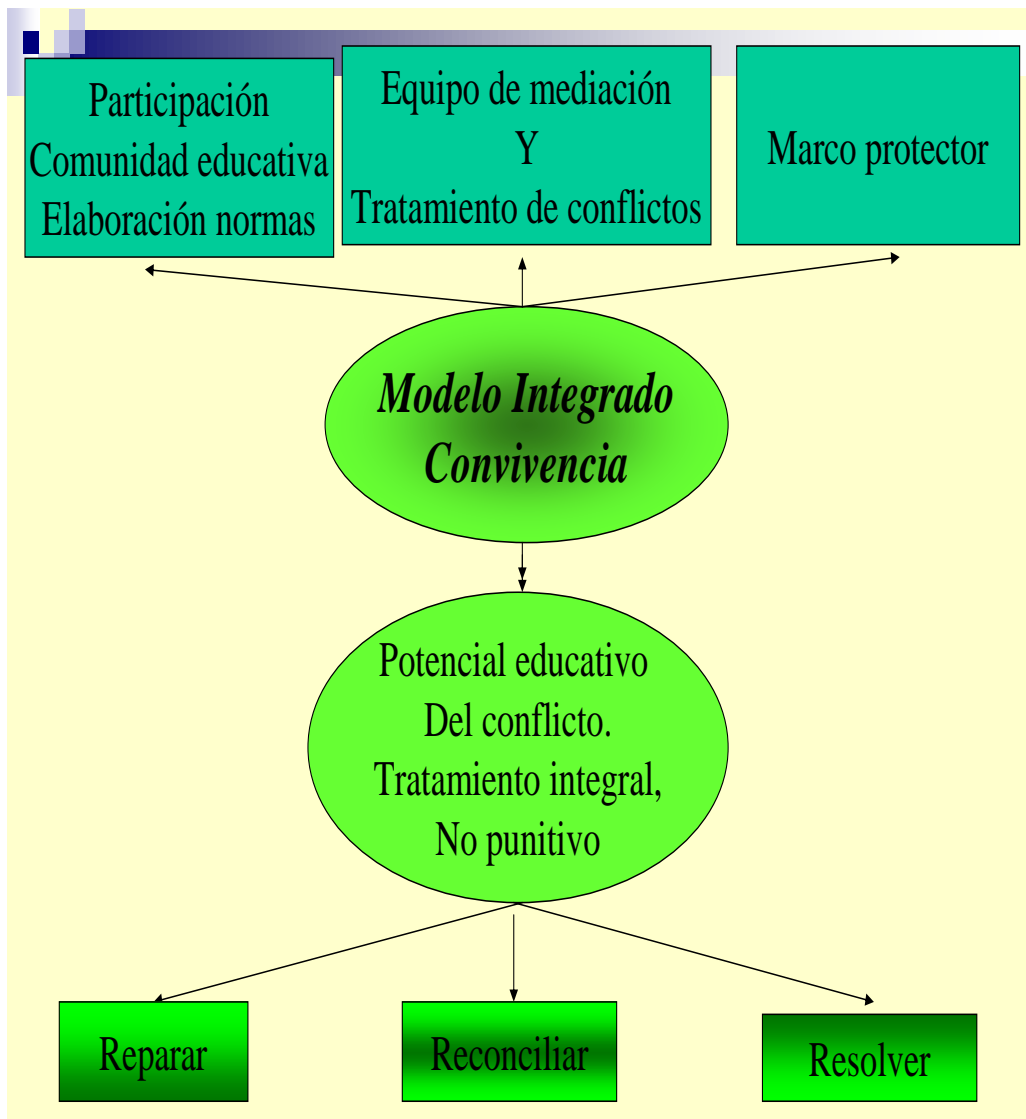 Participación
Comunidad educativa
Elaboración normas
Equipo de mediación
Y
Tratamiento de conflictos
Marco protector
Modelo Integrado
Convivencia
Potencial educativo
Del conflicto.
Tratamiento integral,
No punitivo
Reparar
Reconciliar
Resolver